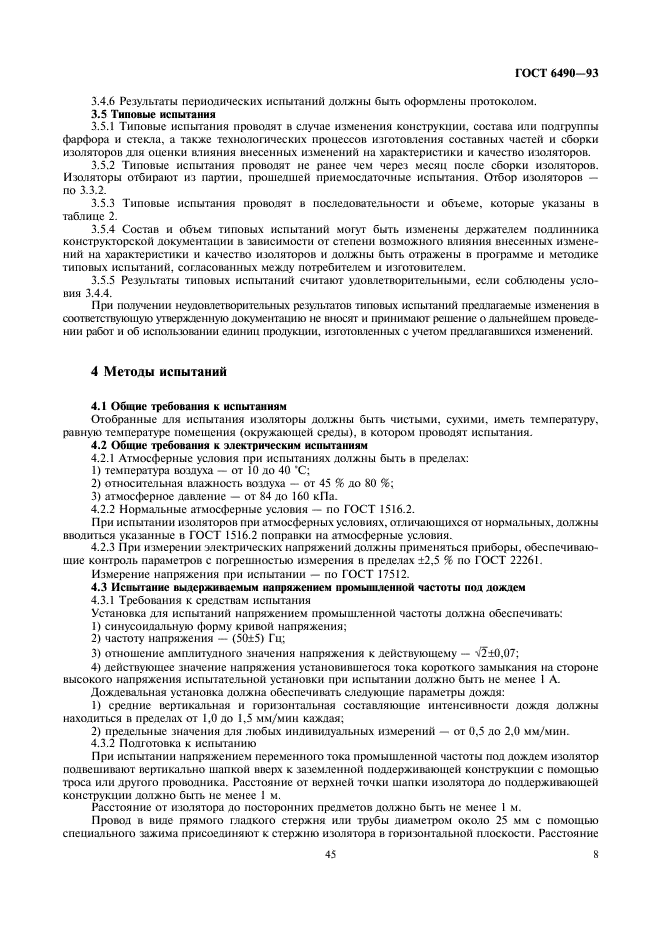 ГОСТ 6490—93
3.4.6 Результаты периодических испытаний должны быть оформлены протоколом.
3.5 Типовые испытания
3.5.1 Типовые испытания проводят в случае изменения конструкции, состава или подгруппы
фарфора и стекла, а также технологических процессов изготовления составных частей и сборки
изоляторов для оценки влияния внесенных изменений на характеристики и качество изоляторов.
3.5.2 Типовые испытания проводят не ранее чем через месяц после сборки изоляторов.
Изоляторы отбирают из партии, прошедшей приемосдаточные испытания. Отбор изоляторов —
по 3.3.2.
3.5.3 Типовые испытания проводят в последовательности и объеме, которые указаны в
таблице 2.
3.5.4 Состав и объем типовых испытаний могут быть изменены держателем подлинника
конструкторской документации в зависимости от степени возможного влияния внесенных измене-
ний на характеристики и качество изоляторов и должны быть отражены в программе и методике
типовых испытаний, согласованных между потребителем и изготовителем.
3.5.5 Результаты типовых испытаний считают удовлетворительными, если соблюдены усло-
вия 3.4.4.
При получении неудовлетворительных результатов типовых испытаний предлагаемые изменения в
соответствующую утвержденную документацию не вносят и принимают решение о дальнейшем проведе-
нии работ и об использовании единиц продукции, изготовленных с учетом предлагавшихся изменений.
4 Методы испытаний
4.1 Общие требования к испытаниям
Отобранные для испытания изоляторы должны быть чистыми, сухими, иметь температуру,
равную температуре помещения (окружающей среды), в котором проводят испытания.
4.2 Общие требования к электрическим испытаниям
4.2.1 Атмосферные условия при испытаниях должны быть в пределах:
1) температура воздуха — от 10 до 40 °С;
2) относительная влажность воздуха — от 45 % до 80 %;
3) атмосферное давление — от 84 до 160 кПа.
4.2.2 Нормальные атмосферные условия — по ГОСТ 1516.2.
При испытании изоляторов при атмосферных условиях, отличающихся от нормальных, должны
вводиться указанные в ГОСТ 1516.2 поправки на атмосферные условия.
4.2.3 При измерении электрических напряжений должны применяться приборы, обеспечиваю-
щие контроль параметров с погрешностью измерения в пределах ±2,5 % по ГОСТ 22261.
Измерение напряжения при испытании — по ГОСТ 17512.
4.3 Испытание выдерживаемым напряжением промышленной частоты под дождем
4.3.1 Требования к средствам испытания
Установка для испытаний напряжением промышленной частоты должна обеспечивать:
1) синусоидальную форму кривой напряжения;
2) частоту напряжения — (50±5) Гц;
3) отношение амплитудного значения напряжения к действующему — √2±0,07;
4) действующее значение напряжения установившегося тока короткого замыкания на стороне
высокого напряжения испытательной установки при испытании должно быть не менее 1 А.
Дождевальная установка должна обеспечивать следующие параметры дождя:
1) средние вертикальная и горизонтальная составляющие интенсивности дождя должны
находиться в пределах от 1,0 до 1,5 мм/мин каждая;
2) предельные значения для любых индивидуальных измерений — от 0,5 до 2,0 мм/мин.
4.3.2 Подготовка к испытанию
При испытании напряжением переменного тока промышленной частоты под дождем изолятор
подвешивают вертикально шапкой вверх к заземленной поддерживающей конструкции с помощью
троса или другого проводника. Расстояние от верхней точки шапки изолятора до поддерживающей
конструкции должно быть не менее 1 м.
Расстояние от изолятора до посторонних предметов должно быть не менее 1 м.
Провод в виде прямого гладкого стержня или трубы диаметром около 25 мм с помощью
специального зажима присоединяют к стержню изолятора в горизонтальной плоскости. Расстояние
45
8